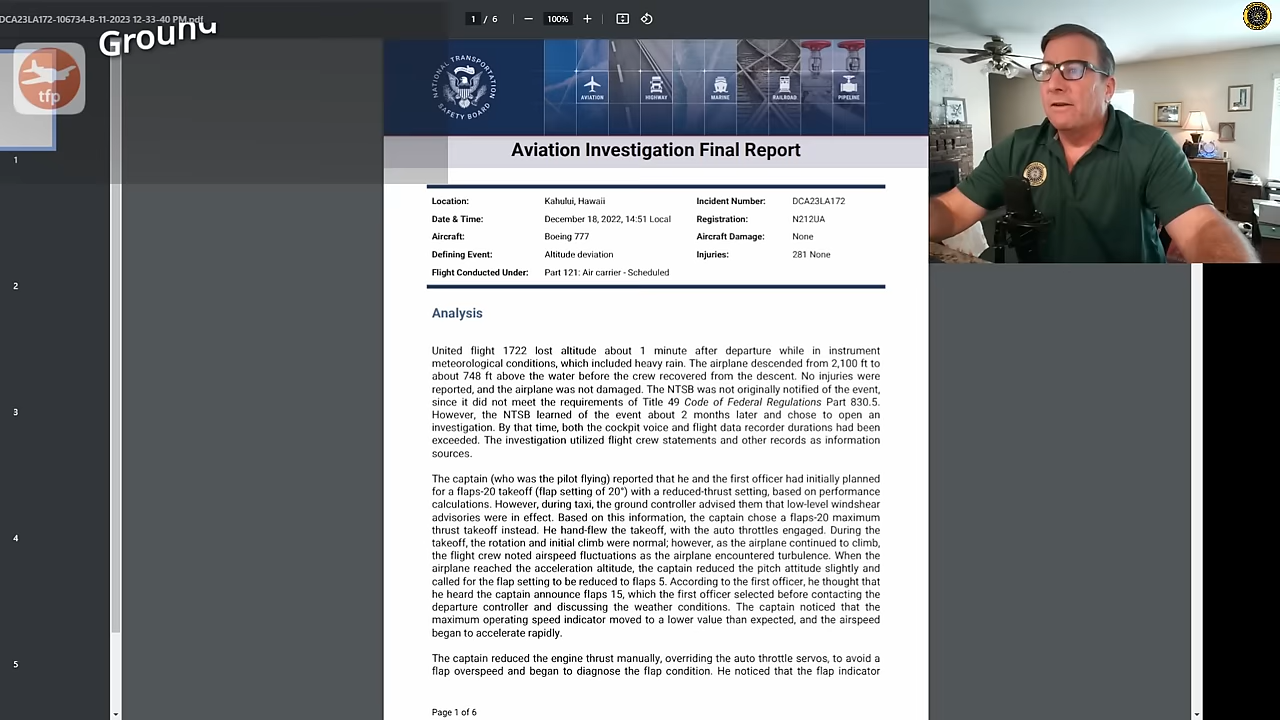 DCA23LA172-106734-8-11-2023 12-33-40 PM.pdf
1 / 6
100%
Ground
tfp
NATIONAL TRANSPORTATION SAFETY BOARD
AVIATION
HIGHWAY
MARINE
RAILROAD
PIPELINE
Aviation Investigation Final Report
Location: Kahului, Hawaii Incident Number: DCA23LA172
Date & Time: December 18, 2022, 14:51 Local Registration: N212UA
Aircraft: Boeing 777 Aircraft Damage: None
Defining Event: Altitude deviation Injuries: 281 None
Flight Conducted Under: Part 121: Air carrier - Scheduled
Analysis
United flight 1722 lost altitude about 1 minute after departure while in instrument
meteorological conditions, which included heavy rain. The airplane descended from 2,100 ft to
about 748 ft above the water before the crew recovered from the descent. No injuries were
reported, and the airplane was not damaged. The NTSB was not originally notified of the event,
since it did not meet the requirements of Title 49 Code of Federal Regulations Part 830.5.
However, the NTSB learned of the event about 2 months later and chose to open an
investigation. By that time, both the cockpit voice and flight data recorder durations had been
exceeded. The investigation utilized flight crew statements and other records as information
sources.
The captain (who was the pilot flying) reported that he and the first officer had initially planned
for a flaps-20 takeoff (flap setting of 20°) with a reduced-thrust setting, based on performance
calculations. However, during taxi, the ground controller advised them that low-level windshear
advisories were in effect. Based on this information, the captain chose a flaps-20 maximum
thrust takeoff instead. He hand-flew the takeoff, with the auto throttles engaged. During the
takeoff, the rotation and initial climb were normal; however, as the airplane continued to climb,
the flight crew noted airspeed fluctuations as the airplane encountered turbulence. When the
airplane reached the acceleration altitude, the captain reduced the pitch attitude slightly and
called for the flap setting to be reduced to flaps 5. According to the first officer, he thought that
he heard the captain announce flaps 15, which the first officer selected before contacting the
departure controller and discussing the weather conditions. The captain noticed that the
maximum operating speed indicator moved to a lower value than expected, and the airspeed
began to accelerate rapidly.
The captain reduced the engine thrust manually, overriding the auto throttle servos, to avoid a
flap overspeed and began to diagnose the flap condition. He noticed that the flap indicator
Page 1 of 6
1
2
3
4
5